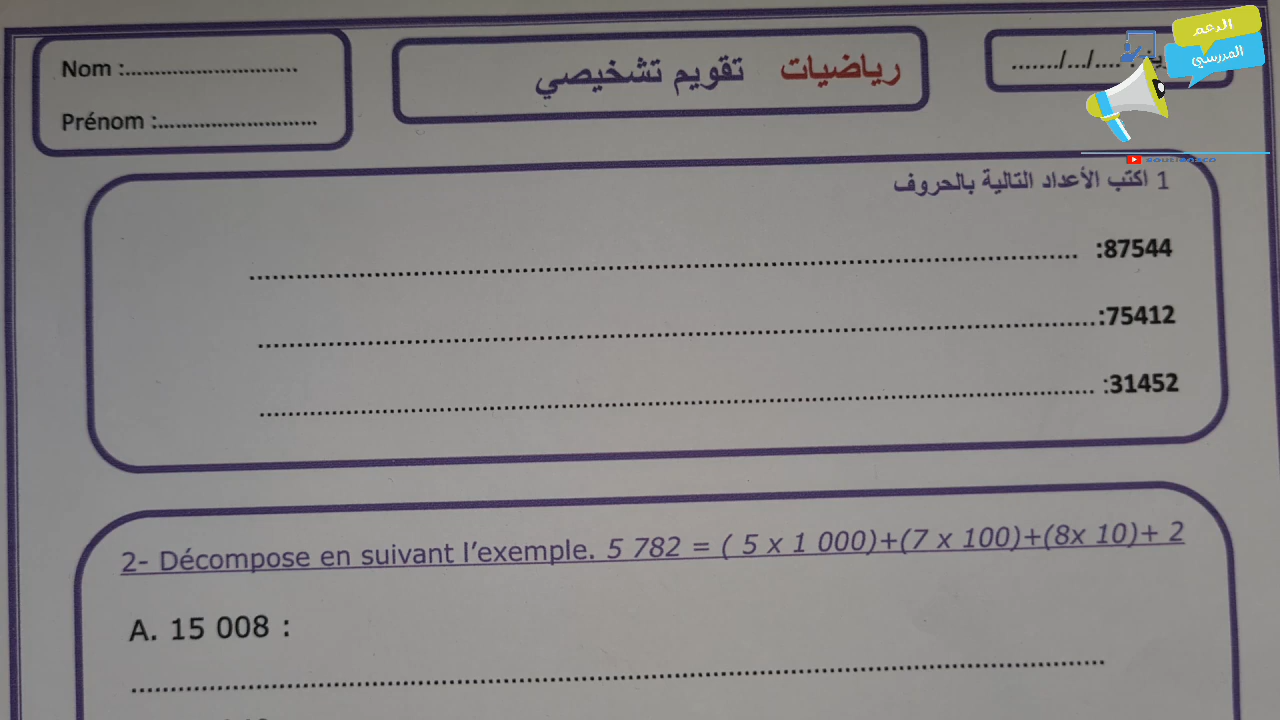 Nom :.............................
رياضيات تقويم تشخيصي
..../.../.......
الدعم
المدرسي
Prénom :...........................
1 اكتب الأعداد التالية بالحروف
87544: ..........................................................................................
75412:..........................................................................................
31452: ..........................................................................................
2- Décompose en suivant l'exemple. 5 782 = ( 5 x 1 000)+(7 x 100)+(8x 10)+ 2
A. 15 008 :
..........................................................................................